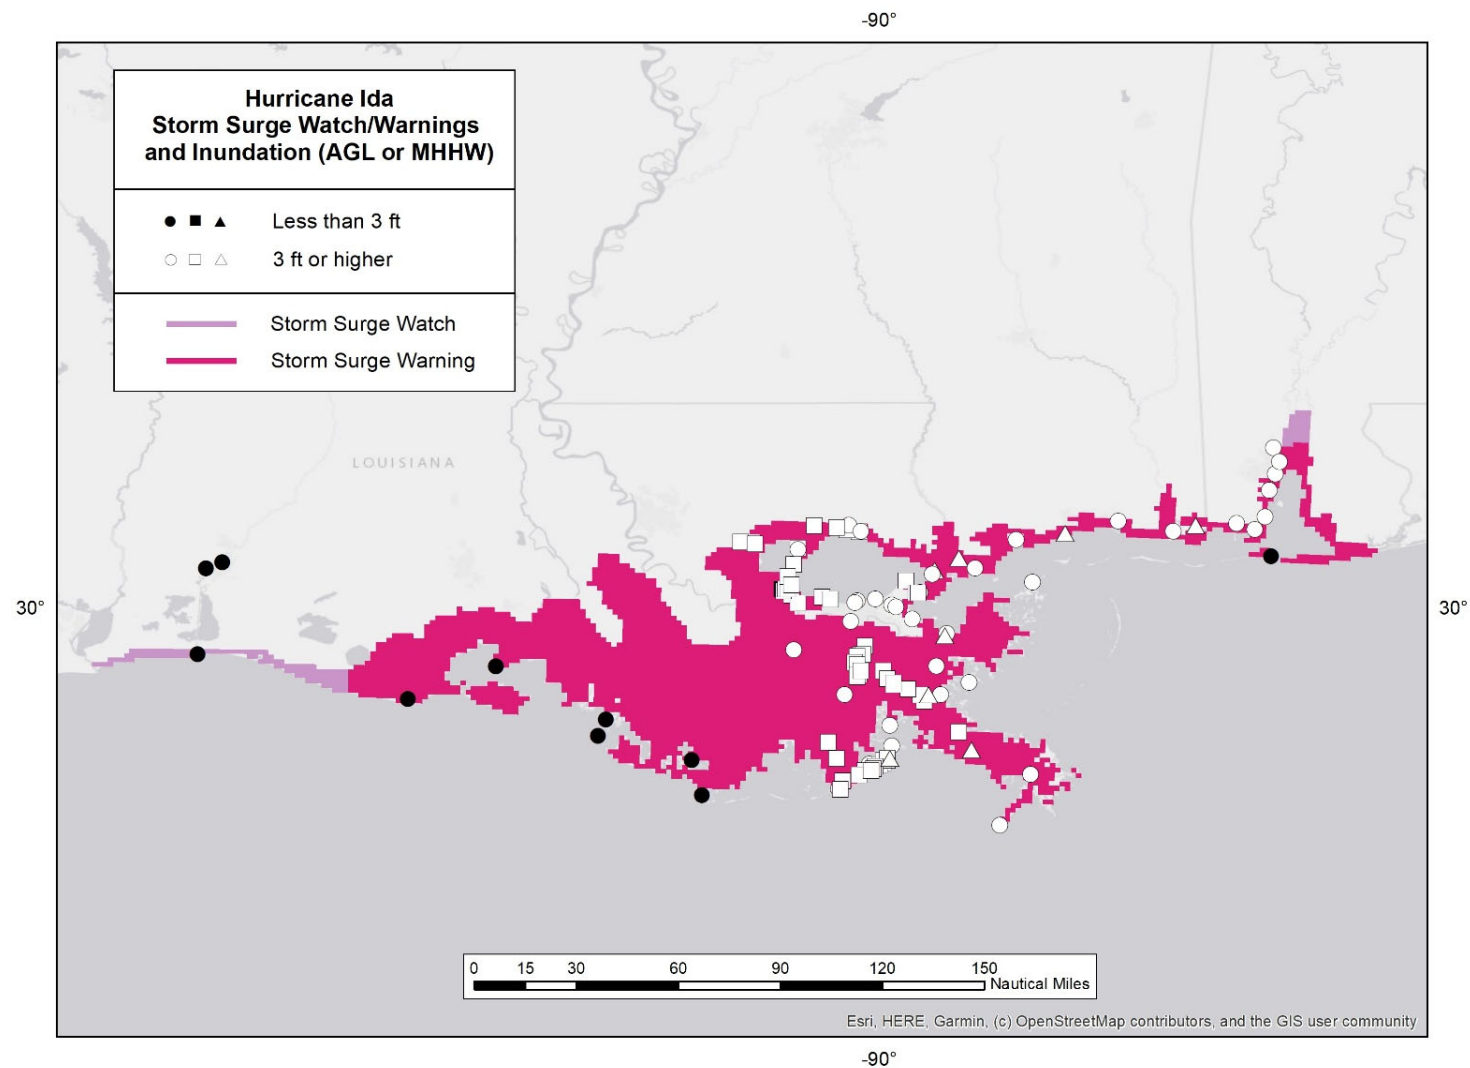 -90°
Hurricane Ida
Storm Surge Watch/Warnings
and Inundation (AGL or MHHW)
Less than 3 ft
3 ft or higher
Storm Surge Watch
Storm Surge Warning
LOUISIANA
30°
30°
0 15 30 60 90 120 150
Nautical Miles
Esri, HERE, Garmin, (c) OpenStreetMap contributors, and the GIS user community
-90°